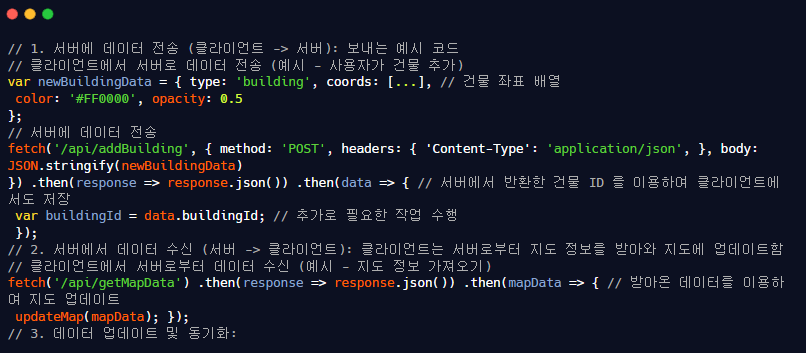 // 1. 서버에 데이터 전송 (클라이언트 -> 서버): 보내는 예시 코드
// 클라이언트에서 서버로 데이터 전송 (예시 - 사용자가 건물 추가)
var newBuildingData = { type: 'building', coords: [...], // 건물 좌표 배열
 color: '#FF0000', opacity: 0.5
};
// 서버에 데이터 전송
fetch('/api/addBuilding', { method: 'POST', headers: { 'Content-Type': 'application/json', }, body:
JSON.stringify(newBuildingData)
}) .then(response => response.json()) .then(data => { // 서버에서 반환한 건물 ID 를 이용하여 클라이언트에
서도 저장
 var buildingId = data.buildingId; // 추가로 필요한 작업 수행
 });
// 2. 서버에서 데이터 수신 (서버 -> 클라이언트): 클라이언트는 서버로부터 지도 정보를 받아와 지도에 업데이트함
// 클라이언트에서 서버로부터 데이터 수신 (예시 - 지도 정보 가져오기)
fetch('/api/getMapData') .then(response => response.json()) .then(mapData => { // 받아온 데이터를 이용하
여 지도 업데이트
 updateMap(mapData); });
// 3. 데이터 업데이트 및 동기화: